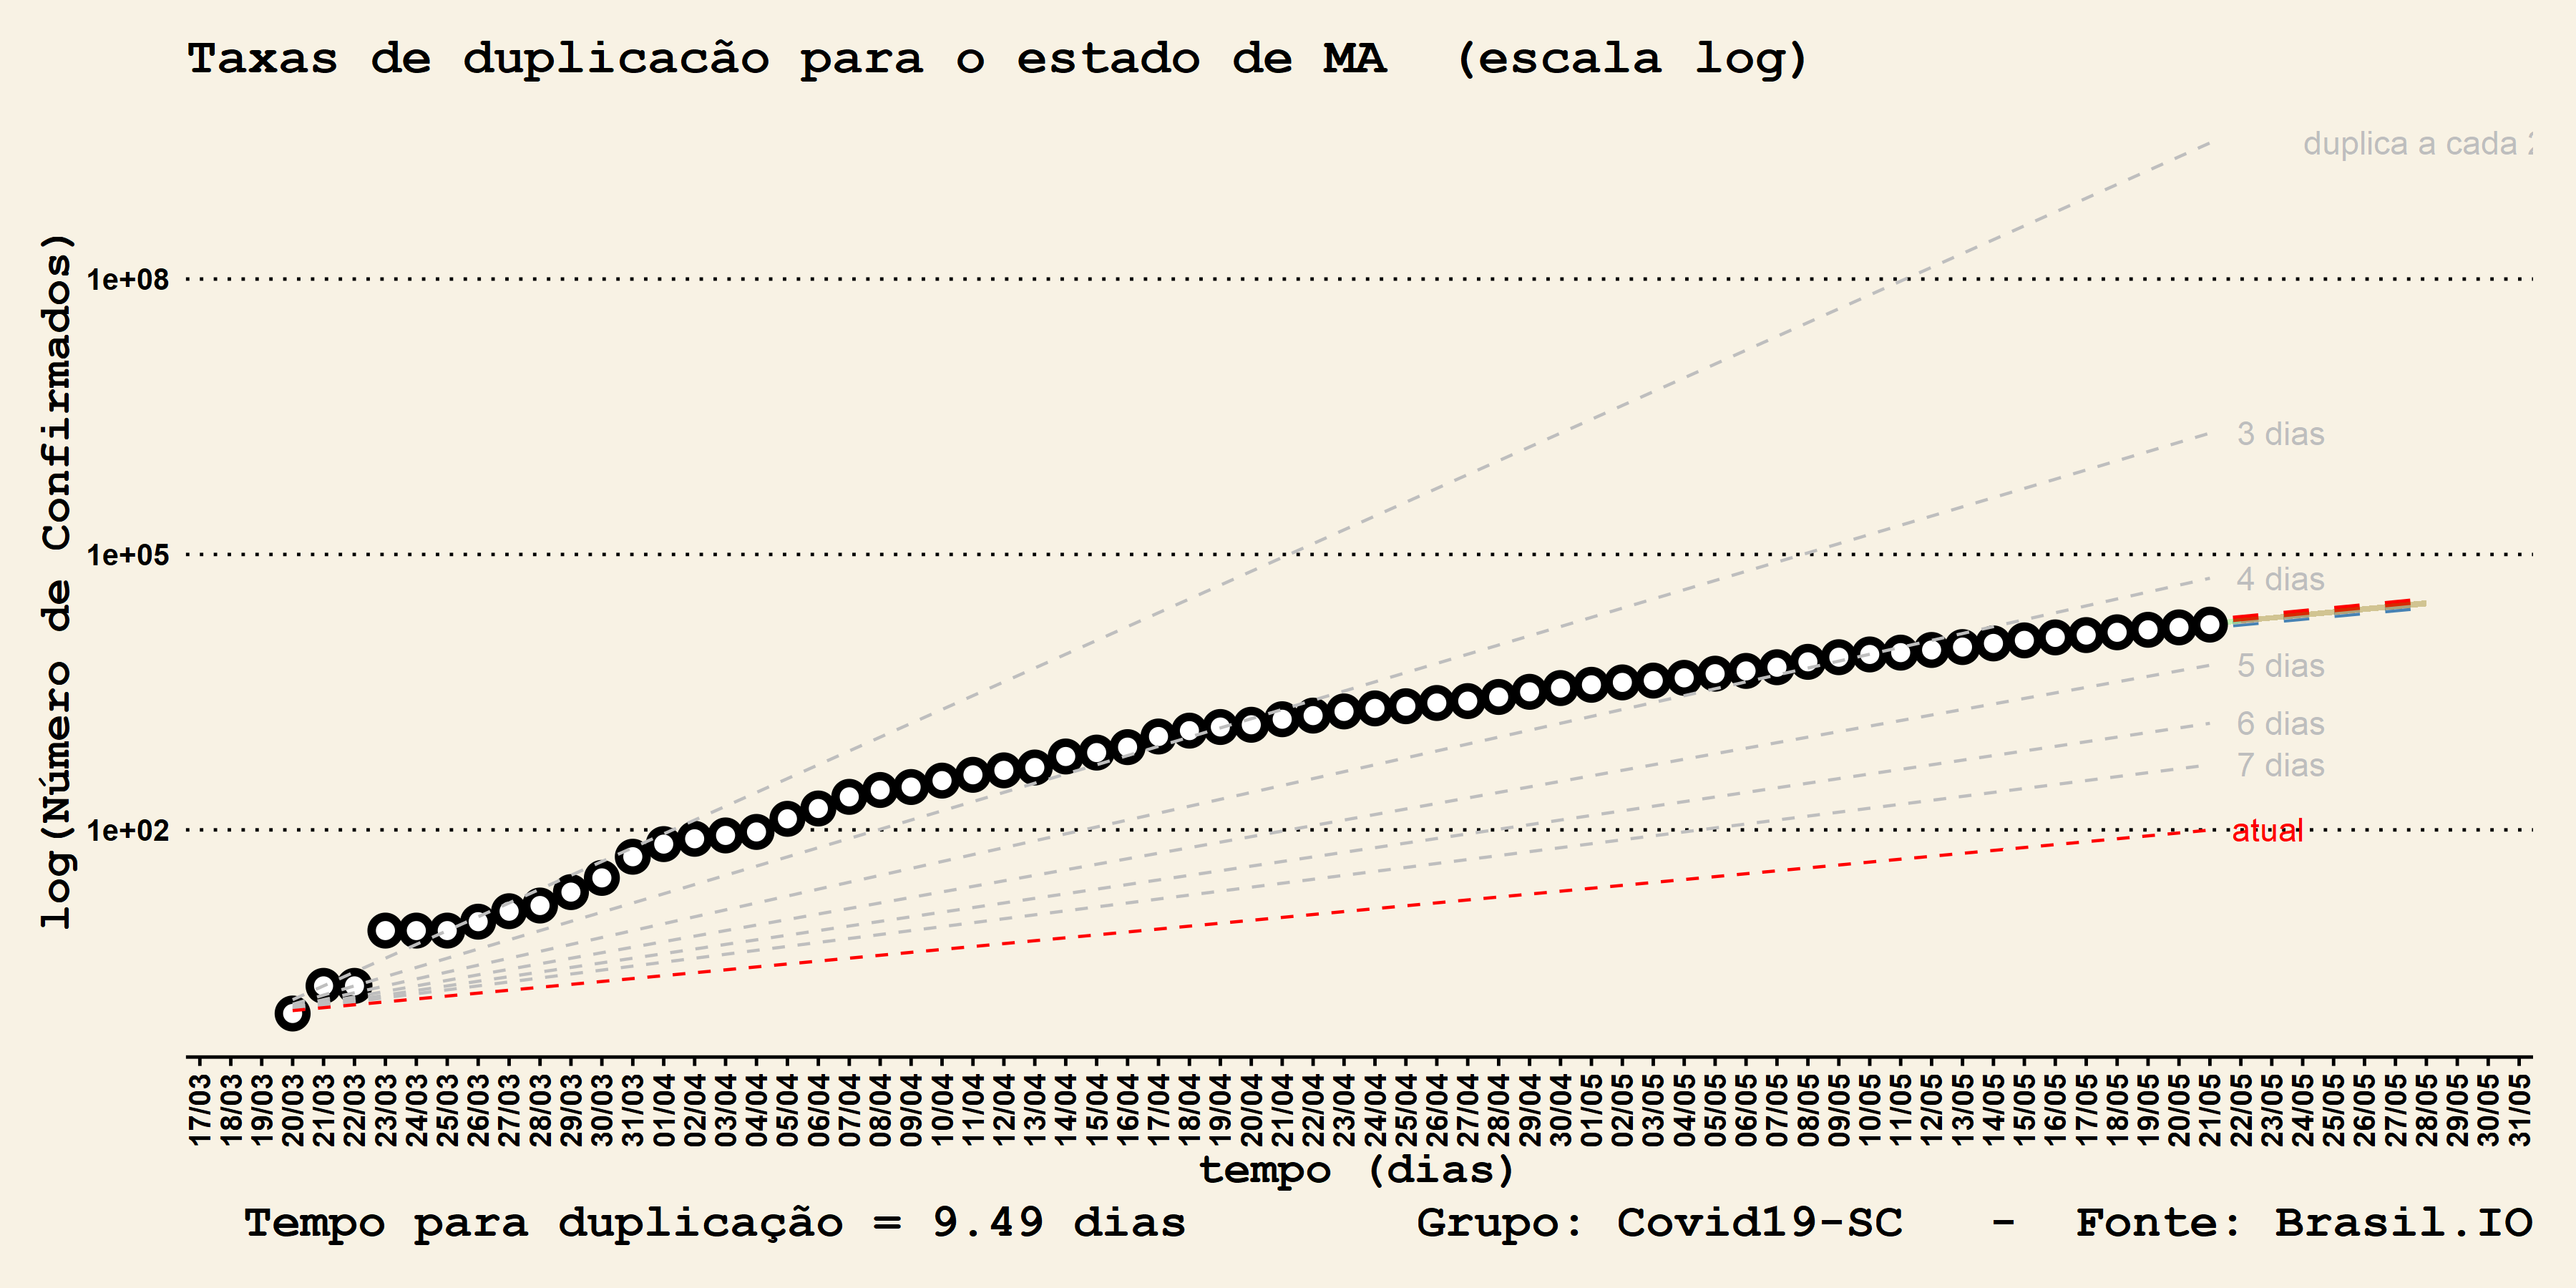 Taxas de duplicacão para o estado de MA  (escala log)
duplica a cada 2
1e+08
3 dias
1e+05
4 dias
5 dias
6 dias
7 dias
1e+02
atual
log(Número de Confirmados)
17/03 18/03 19/03 20/03 21/03 22/03 23/03 24/03 25/03 26/03 27/03 28/03 29/03 30/03 31/03 01/04 02/04 03/04 04/04 05/04 06/04 07/04 08/04 09/04 10/04 11/04 12/04 13/04 14/04 15/04 16/04 17/04 18/04 19/04 20/04 21/04 22/04 23/04 24/04 25/04 26/04 27/04 28/04 29/04 30/04 01/05 02/05 03/05 04/05 05/05 06/05 07/05 08/05 09/05 10/05 11/05 12/05 13/05 14/05 15/05 16/05 17/05 18/05 19/05 20/05 21/05 22/05 23/05 24/05 25/05 26/05 27/05 28/05 29/05 30/05 31/05
tempo (dias)
Tempo para duplicação = 9.49 dias        Grupo: Covid19-SC   -  Fonte: Brasil.IO